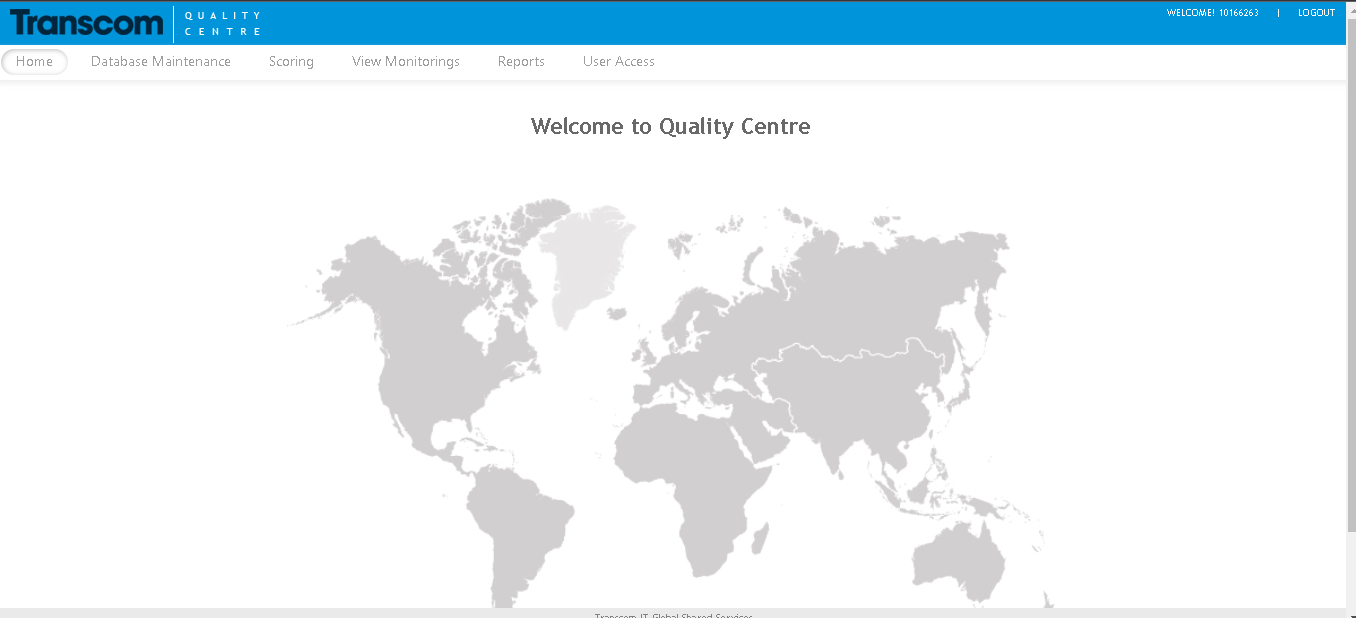 Transcom
QUALITY
CENTRE
WELCOME! 10166263 | LOGOUT
Home Database Maintenance Scoring View Monitorings Reports User Access
Welcome to Quality Centre
Transcom IT Global Shared Services